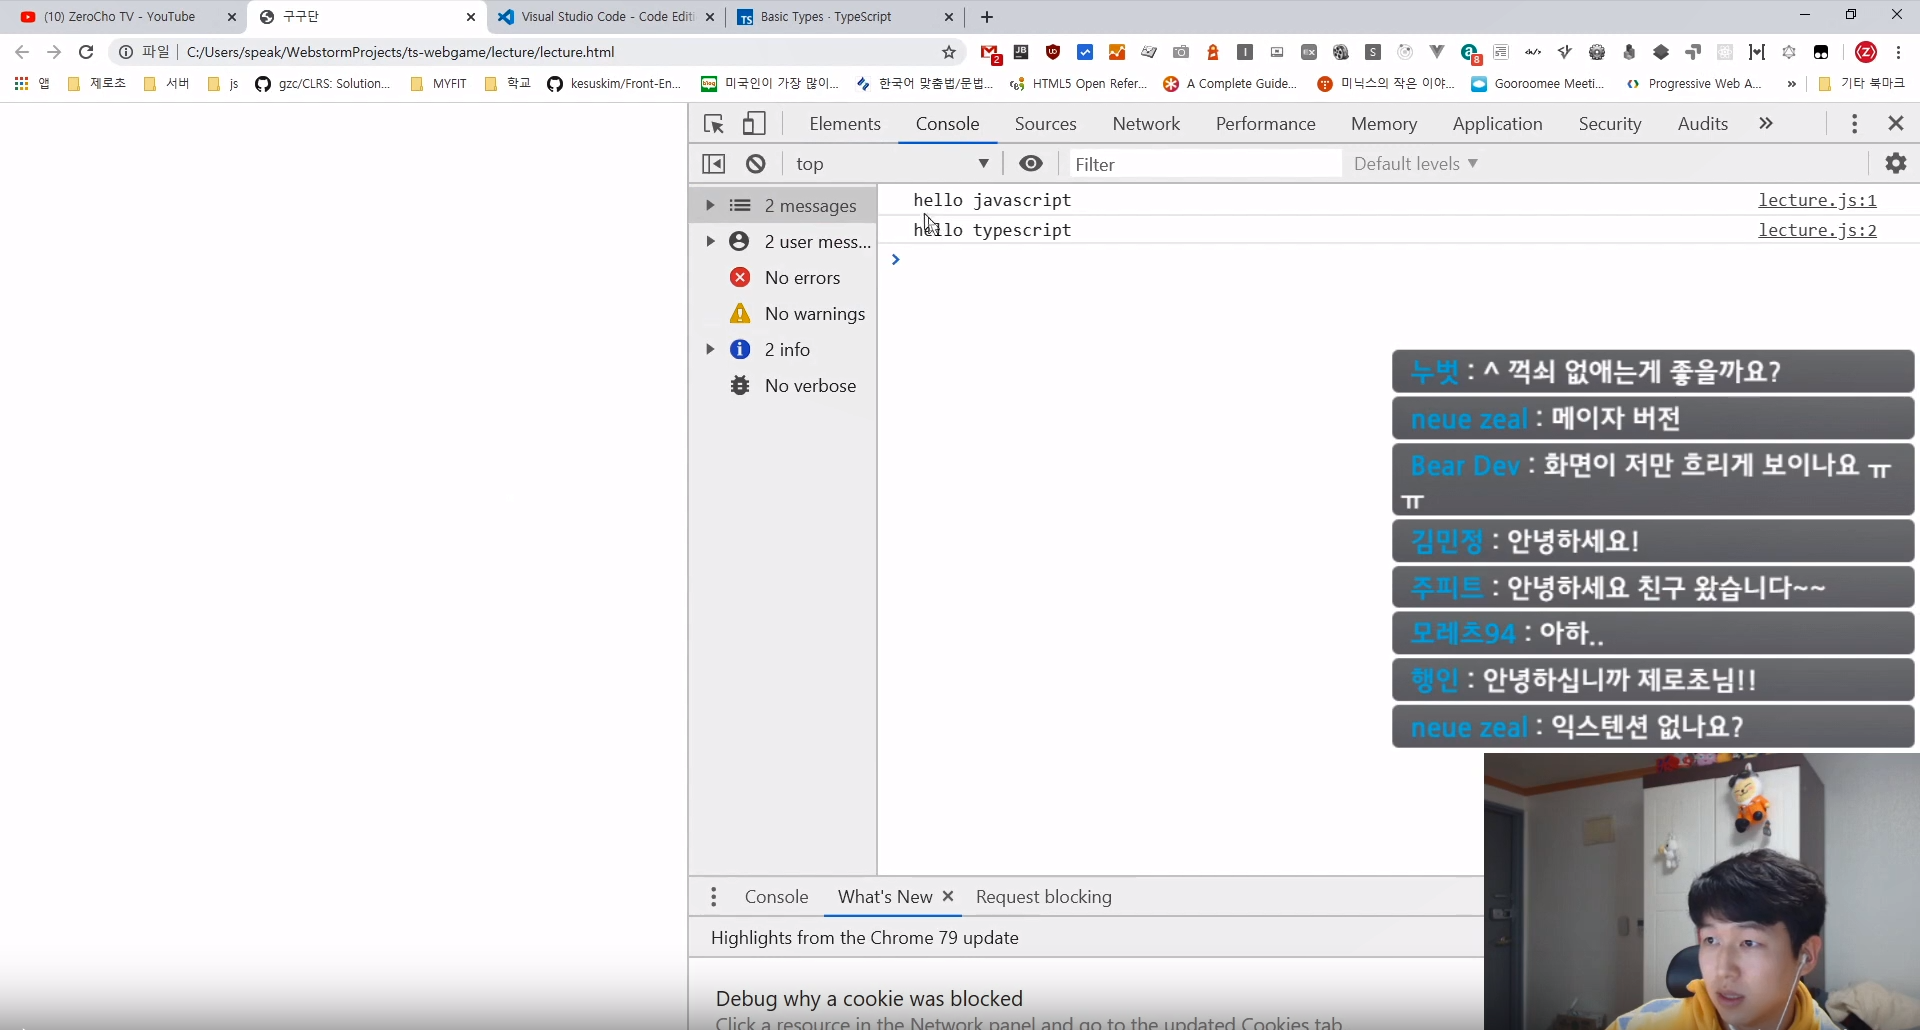 (10) ZeroCho TV - YouTube
구구단
Visual Studio Code - Code Editi
TS
Basic Types · TypeScript
파일
C:/Users/speak/WebstormProjects/ts-webgame/lecture/lecture.html
앱
제로초
서버
js
gzc/CLRS: Solution...
MYFIT
학교
kesuskim/Front-En...
미국인이 가장 많이...
한국어 맞춤법/문법...
HTML5 Open Refer...
A Complete Guide...
미닉스의 작은 이야...
Gooroomee Meeti...
Progressive Web A...
기타 북마크
Elements
Console
Sources
Network
Performance
Memory
Application
Security
Audits
top
Filter
Default levels
2 messages
2 user mess...
No errors
No warnings
2 info
No verbose
hello javascript
lecture.js:1
hello typescript
lecture.js:2
누벗 : ^ 꺽쇠 없애는게 좋을까요?
neue zeal : 메이자 버전
Bear Dev : 화면이 저만 흐리게 보이나요 ㅠ
ㅠ
김민정 : 안녕하세요!
주피트 : 안녕하세요 친구 왔습니다~~
모레츠94 : 아하..
행인 : 안녕하십니까 제로초님!!
neue zeal : 익스텐션 없나요?
Console
What's New
Request blocking
Highlights from the Chrome 79 update
Debug why a cookie was blocked
Click a resource in the Network panel and go to the updated Cookies tab